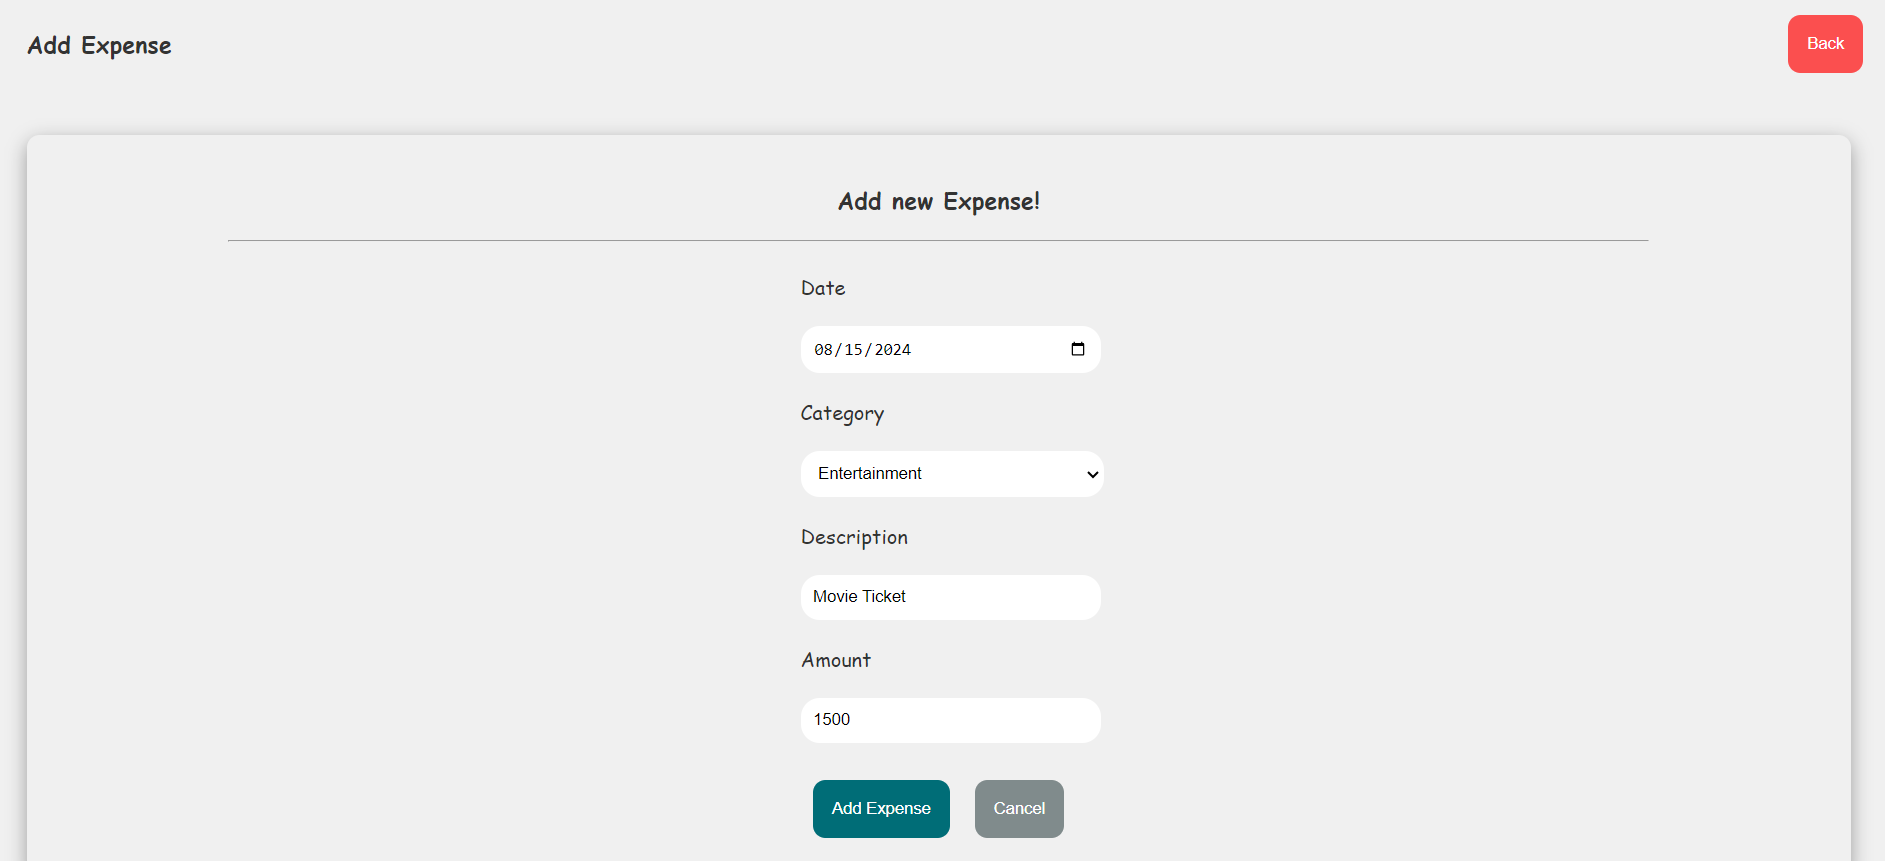 Add Expense
Back
Add new Expense!
Date
08/15/2024
Category
Entertainment
Description
Movie Ticket
Amount
1500
Add Expense
Cancel